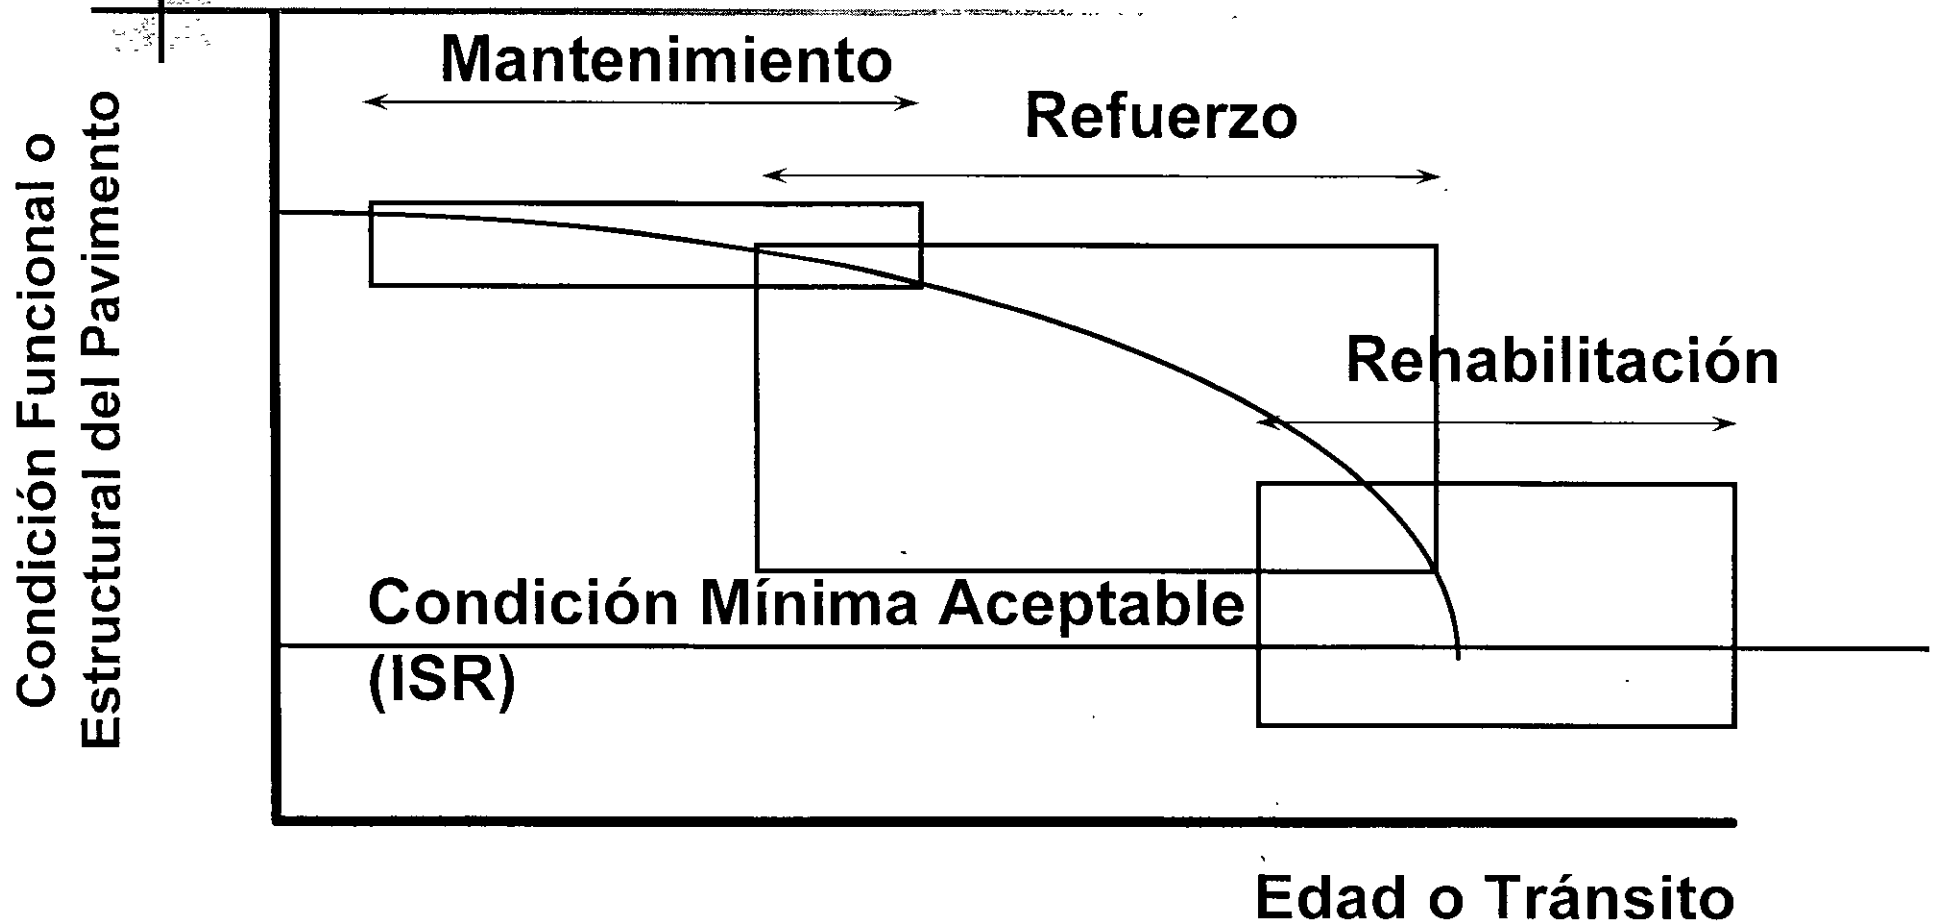 Mantenimiento
Refuerzo
Rehabilitación
Condición Funcional o
Estructural del Pavimento
Condición Mínima Aceptable
(ISR)
Edad o Tránsito